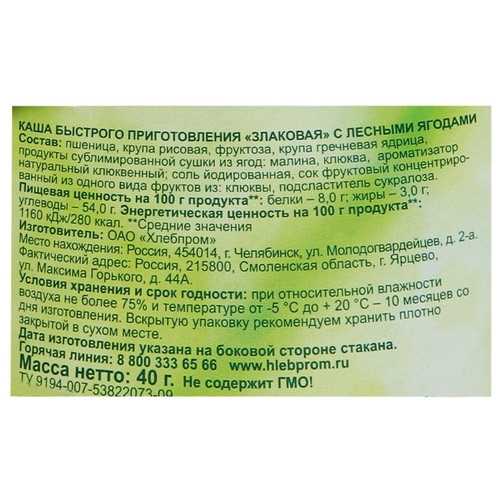 КАША БЫСТРОГО ПРИГОТОВЛЕНИЯ «ЗЛАКОВАЯ» С ЛЕСНЫМИ ЯГОДАМИ
Состав: пшеница, крупа рисовая, фруктоза, крупа гречневая ядрица,
продукты сублимированной сушки из ягод: малина, клюква, ароматизатор
натуральный клюквенный; соль йодированная, сок фруктовый концентриро-
ванный из одного вида фруктов из: клюквы, подсластитель сукралоза.
Пищевая ценность на 100 г продукта**: белки – 8,0 г; жиры – 3,0 г;
углеводы – 54,0 г. Энергетическая ценность на 100 г продукта**:
1160 кДж/280 ккал. **Средние значения
Изготовитель: ОАО «Хлебпром»
Место нахождения: Россия, 454014, г. Челябинск, ул. Молодогвардейцев, д. 2-а.
Фактический адрес: Россия, 215800, Смоленская область, г. Ярцево,
ул. Максима Горького, д. 44А.
Условия хранения и срок годности: при относительной влажности
воздуха не более 75% и температуре от -5 °С до + 20 °С – 10 месяцев со
дня изготовления. Вскрытую упаковку рекомендуем хранить плотно
закрытой в сухом месте.
Дата изготовления указана на боковой стороне стакана.
Горячая линия: 8 800 333 65 66 www.hlebprom.ru
Масса нетто: 40 г. Не содержит ГМО!
ТУ 9194-007-53822073-09